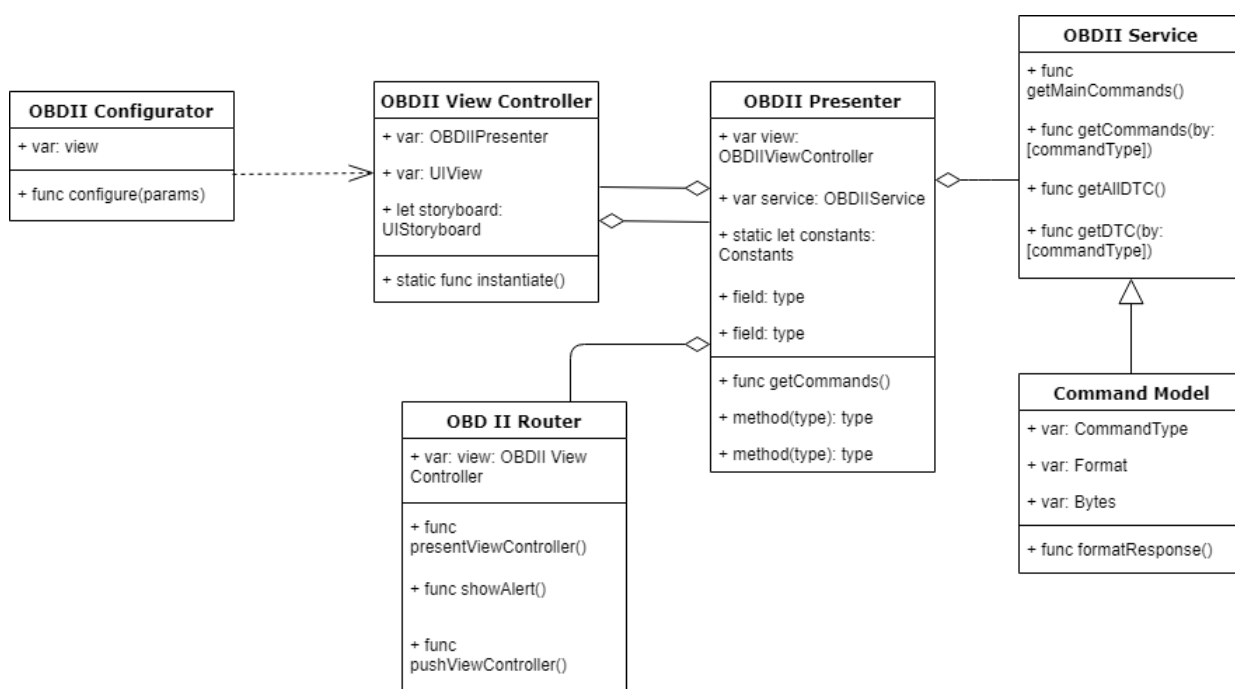 OBDII Configurator
+ var: view
+ func configure(params)
OBDII View Controller
+ var: OBDIIPresenter
+ var: UIView
+ let storyboard:
UIStoryboard
+ static func instantiate()
OBDII Presenter
+ var view:
OBDIIViewController
+ var service: OBDIIService
+ static let constants:
Constants
+ field: type
+ field: type
+ func getCommands()
+ method(type): type
+ method(type): type
OBDII Service
+ func
getMainCommands()
+ func getCommands(by:
[commandType])
+ func getAllDTC()
+ func getDTC(by:
[commandType])
OBD II Router
+ var: view: OBDII View
Controller
+ func
presentViewController()
+ func showAlert()
+ func
pushViewController()
Command Model
+ var: CommandType
+ var: Format
+ var: Bytes
+ func formatResponse()